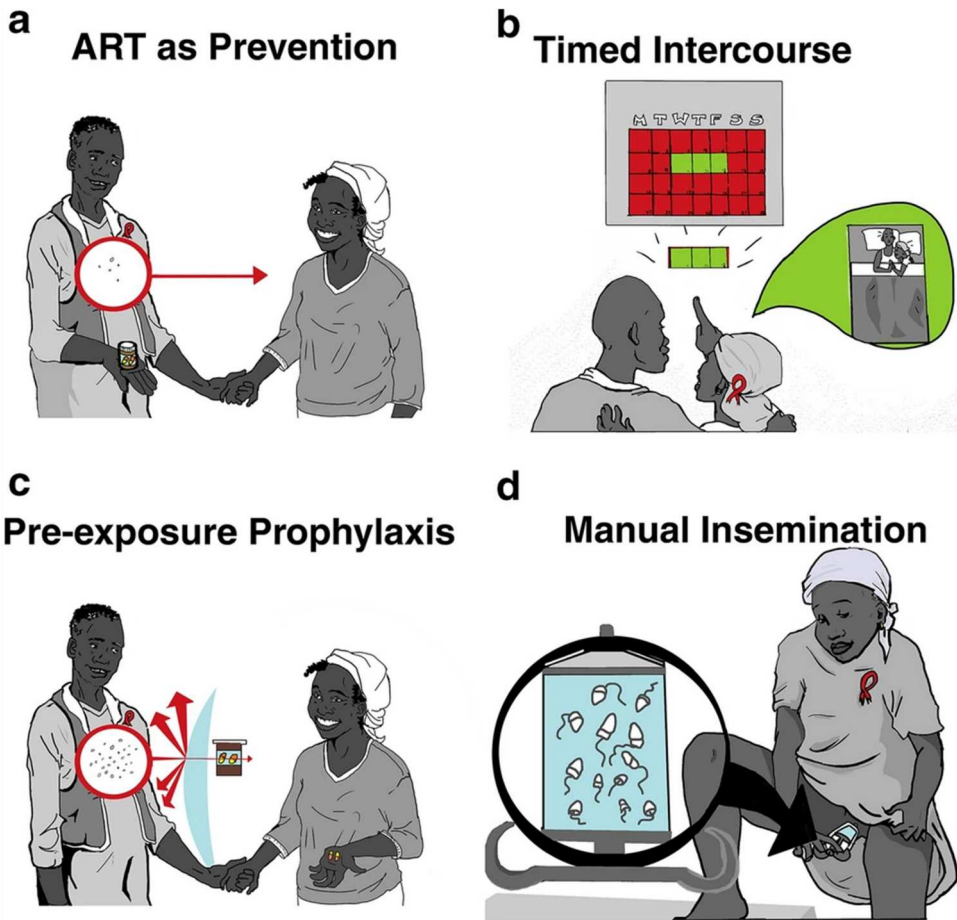 a
ART as Prevention
b
Timed Intercourse
M T W T F S S
c
Pre-exposure Prophylaxis
d
Manual Insemination